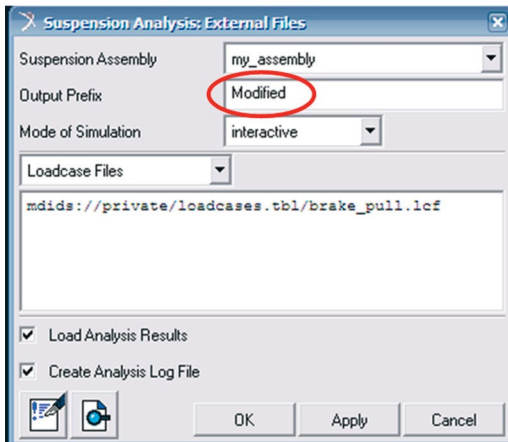 Suspension Analysis: External Files
Suspension Assembly my_assembly
Output Prefix Modified
Mode of Simulation interactive
Loadcase Files
mdids://private/loadcases.tbl/brake_pull.lcf
Load Analysis Results
Create Analysis Log File
OK Apply Cancel